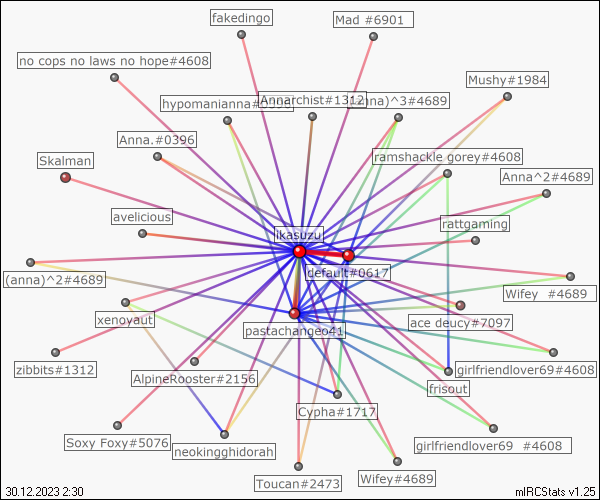 fakedingo
Mad #6901
no cops no laws no hope#4608
Mushy#1984
hypomanianna#
Annarchist#1312
nna)^3#4689
Anna.#0396
ramshackle gorey#4608
Skalman
Anna^2#4689
avelicious
rattgaming
ikasuzu
(anna)^2#4689
default#0617
Wifey #4689
xenoyaut
pastachango41
ace deucy#7097
zibbits#1312
AlpineRooster#2156
girlfriendlover69#4608
frisout
Cypha#1717
Soxy Foxy#5076
neokingghidorah
girlfriendlover69 #4608
Toucan#2473
Wifey#4689
30.12.2023 2:30
mIRCStats v1.25